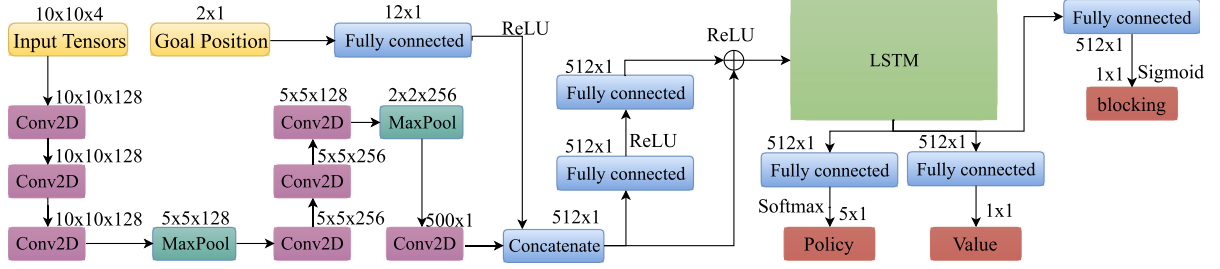 10x10x4
Input Tensors
2x1
Goal Position
12x1
Fully connected
ReLU
10x10x128
Conv2D
10x10x128
Conv2D
10x10x128
Conv2D
5x5x128
MaxPool
5x5x256
Conv2D
5x5x256
Conv2D
5x5x128
Conv2D
2x2x256
MaxPool
500x1
Conv2D
512x1
Concatenate
512x1
Fully connected
ReLU
512x1
Fully connected
ReLU
LSTM
512x1
Fully connected
Softmax
5x1
Policy
512x1
Fully connected
1x1
Value
Fully connected
512x1
1x1
Sigmoid
blocking